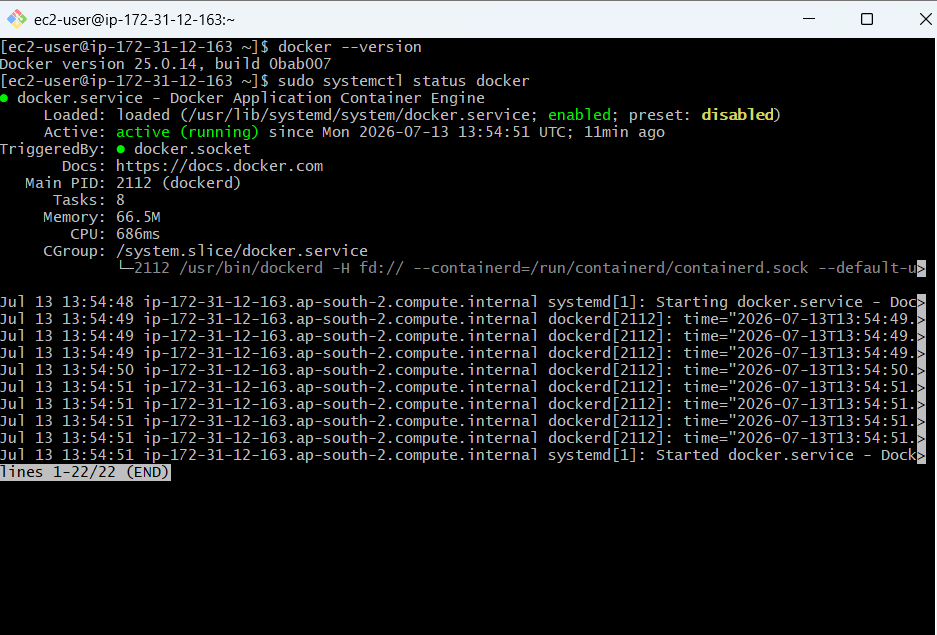 ec2-user@ip-172-31-12-163:~
[ec2-user@ip-172-31-12-163 ~]$ docker --version
Docker version 25.0.14, build 0bab007
[ec2-user@ip-172-31-12-163 ~]$ sudo systemctl status docker
● docker.service - Docker Application Container Engine
     Loaded: loaded (/usr/lib/systemd/system/docker.service; enabled; preset: disabled)
     Active: active (running) since Mon 2026-07-13 13:54:51 UTC; 11min ago
TriggeredBy: ● docker.socket
       Docs: https://docs.docker.com
   Main PID: 2112 (dockerd)
      Tasks: 8
     Memory: 66.5M
        CPU: 686ms
     CGroup: /system.slice/docker.service
             └─2112 /usr/bin/dockerd -H fd:// --containerd=/run/containerd/containerd.sock --default-u>
Jul 13 13:54:48 ip-172-31-12-163.ap-south-2.compute.internal systemd[1]: Starting docker.service - Doc>
Jul 13 13:54:49 ip-172-31-12-163.ap-south-2.compute.internal dockerd[2112]: time="2026-07-13T13:54:49.>
Jul 13 13:54:49 ip-172-31-12-163.ap-south-2.compute.internal dockerd[2112]: time="2026-07-13T13:54:49.>
Jul 13 13:54:49 ip-172-31-12-163.ap-south-2.compute.internal dockerd[2112]: time="2026-07-13T13:54:49.>
Jul 13 13:54:50 ip-172-31-12-163.ap-south-2.compute.internal dockerd[2112]: time="2026-07-13T13:54:50.>
Jul 13 13:54:51 ip-172-31-12-163.ap-south-2.compute.internal dockerd[2112]: time="2026-07-13T13:54:51.>
Jul 13 13:54:51 ip-172-31-12-163.ap-south-2.compute.internal dockerd[2112]: time="2026-07-13T13:54:51.>
Jul 13 13:54:51 ip-172-31-12-163.ap-south-2.compute.internal dockerd[2112]: time="2026-07-13T13:54:51.>
Jul 13 13:54:51 ip-172-31-12-163.ap-south-2.compute.internal dockerd[2112]: time="2026-07-13T13:54:51.>
Jul 13 13:54:51 ip-172-31-12-163.ap-south-2.compute.internal systemd[1]: Started docker.service - Dock>
lines 1-22/22 (END)